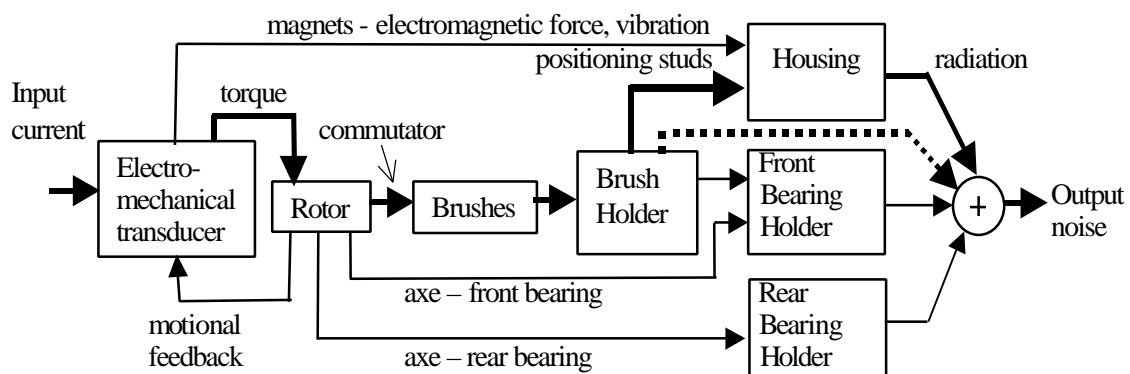 magnets - electromagnetic force, vibration
positioning studs
Housing
radiation
Input
current
torque
commutator
Electro-
mechanical
transducer
Rotor
Brushes
Brush
Holder
Front
Bearing
Holder
+
Output
noise
axe – front bearing
motional
feedback
axe – rear bearing
Rear
Bearing
Holder